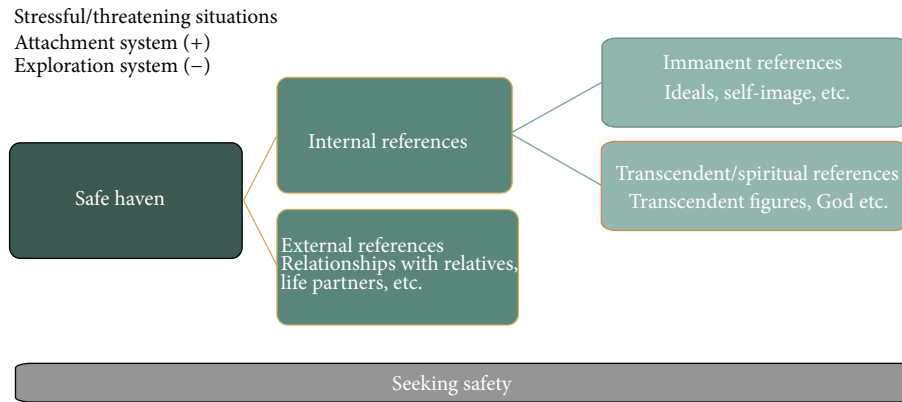 Stressful/threatening situations
Attachment system (+)
Exploration system (−)
Safe haven
Internal references
External references
Relationships with relatives,
life partners, etc.
Immanent references
Ideals, self-image, etc.
Transcendent/spiritual references
Transcendent figures, God etc.
Seeking safety